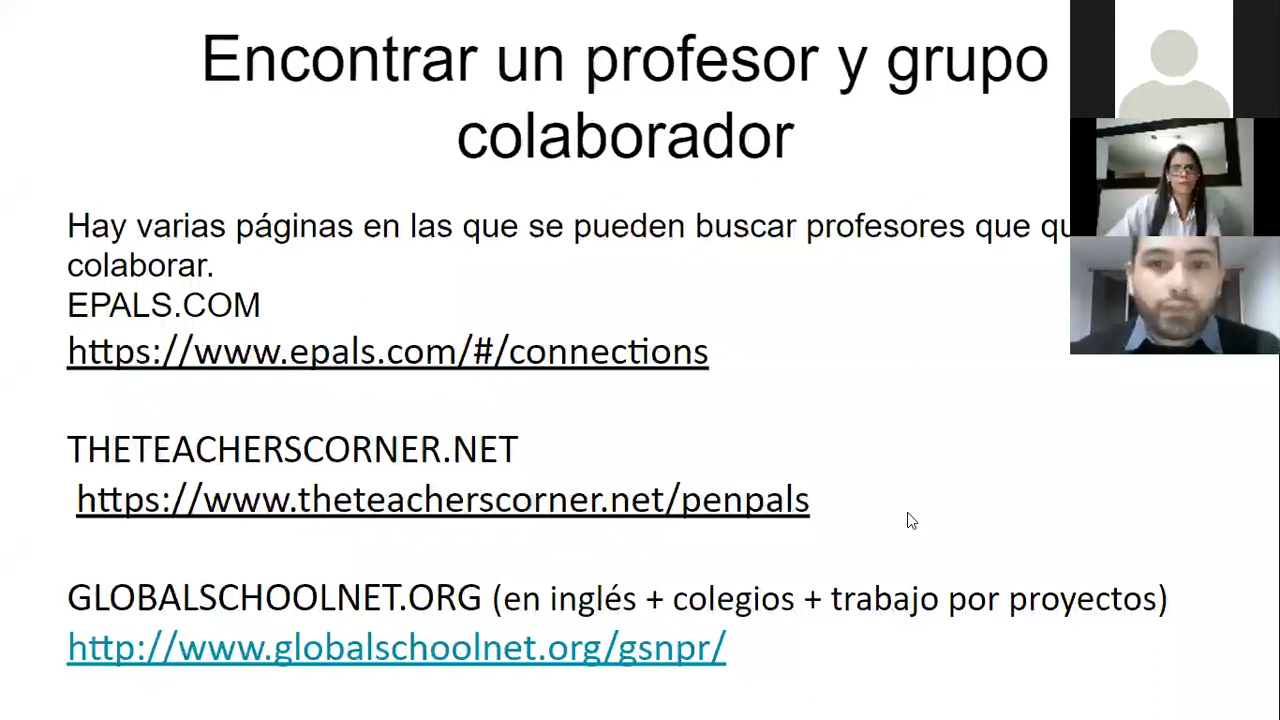 Encontrar un profesor y grupo
colaborador
Hay varias páginas en las que se pueden buscar profesores que
colaborar.
EPALS.COM
https://www.epals.com/#/connections
THETEACHERSCORNER.NET
https://www.theteacherscorner.net/penpals
GLOBALSCHOOLNET.ORG (en inglés + colegios + trabajo por proyectos)
http://www.globalschoolnet.org/gsnpr/